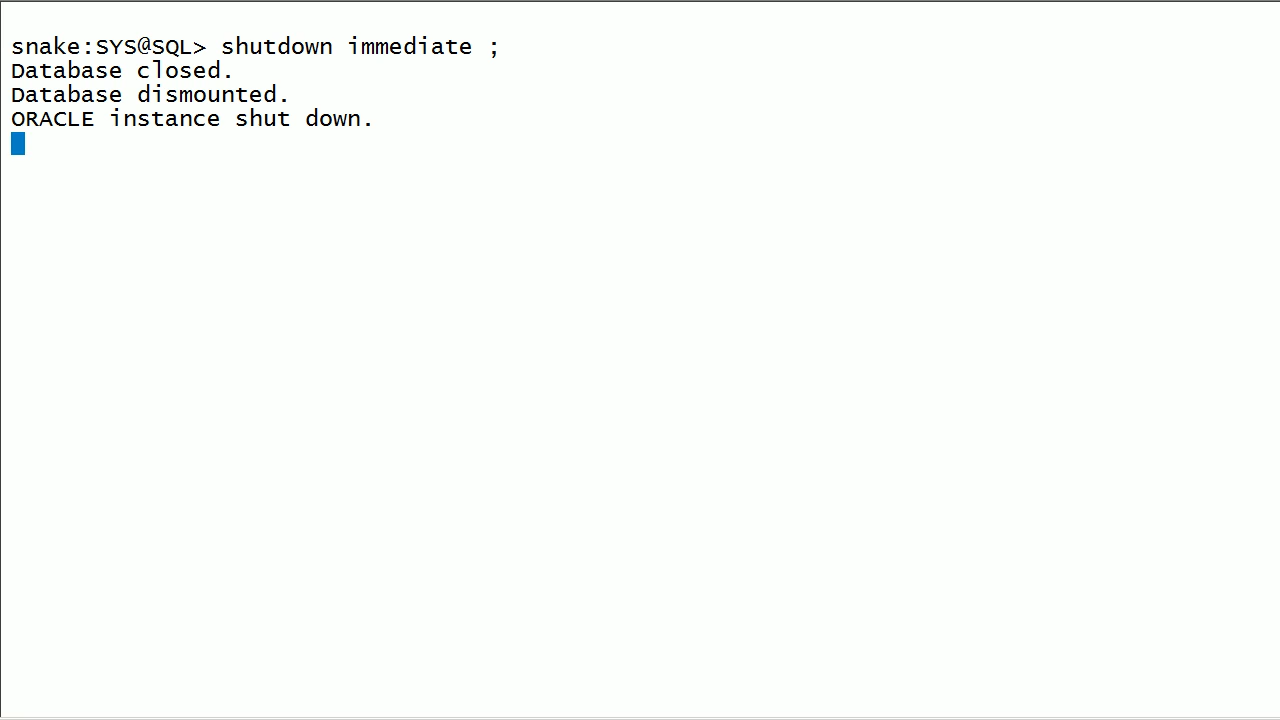 snake:SYS@SQL> shutdown immediate ;
Database closed.
Database dismounted.
ORACLE instance shut down.